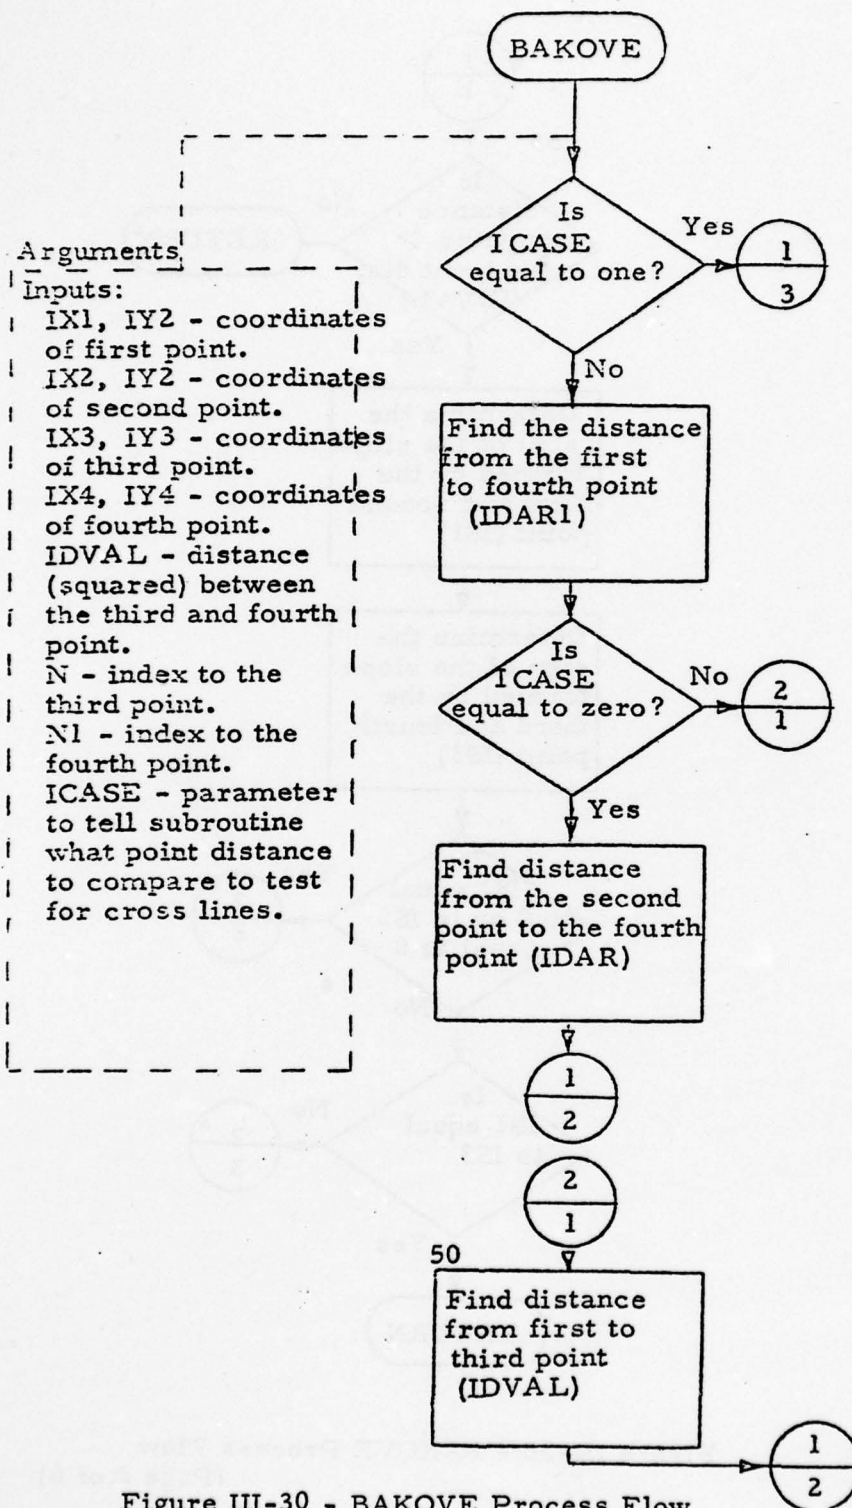 BAKOVE
Is
ICASE
equal to one?
Yes
1
3
No
Arguments
Inputs:
IX1, IY2 - coordinates
of first point.
IX2, IY2 - coordinates
of second point.
IX3, IY3 - coordinates
of third point.
IX4, IY4 - coordinates
of fourth point.
IDVAL - distance
(squared) between
the third and fourth
point.
N - index to the
third point.
N1 - index to the
fourth point.
ICASE - parameter
to tell subroutine
what point distance
to compare to test
for cross lines.
Find the distance
from the first
to fourth point
(IDAR1)
Is
ICASE
equal to zero?
No
2
1
Yes
Find distance
from the second
point to the fourth
point (IDAR)
1
2
2
1
50
Find distance
from first to
third point
(IDVAL)
1
2
Figure III-30 - BAKOVE Process Flow